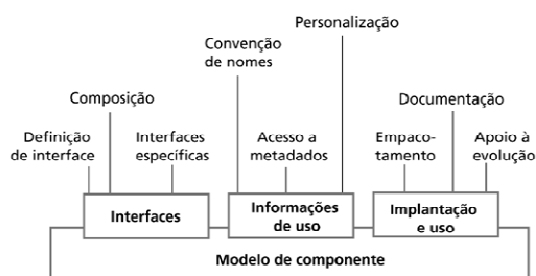 Personalização
Convenção
de nomes
Composição
Documentação
Definição
de interface
Interfaces
específicas
Acesso a
metadados
Empaco-
tamento
Apoio à
evolução
Interfaces
Informações
de uso
Implantação
e uso
Modelo de componente